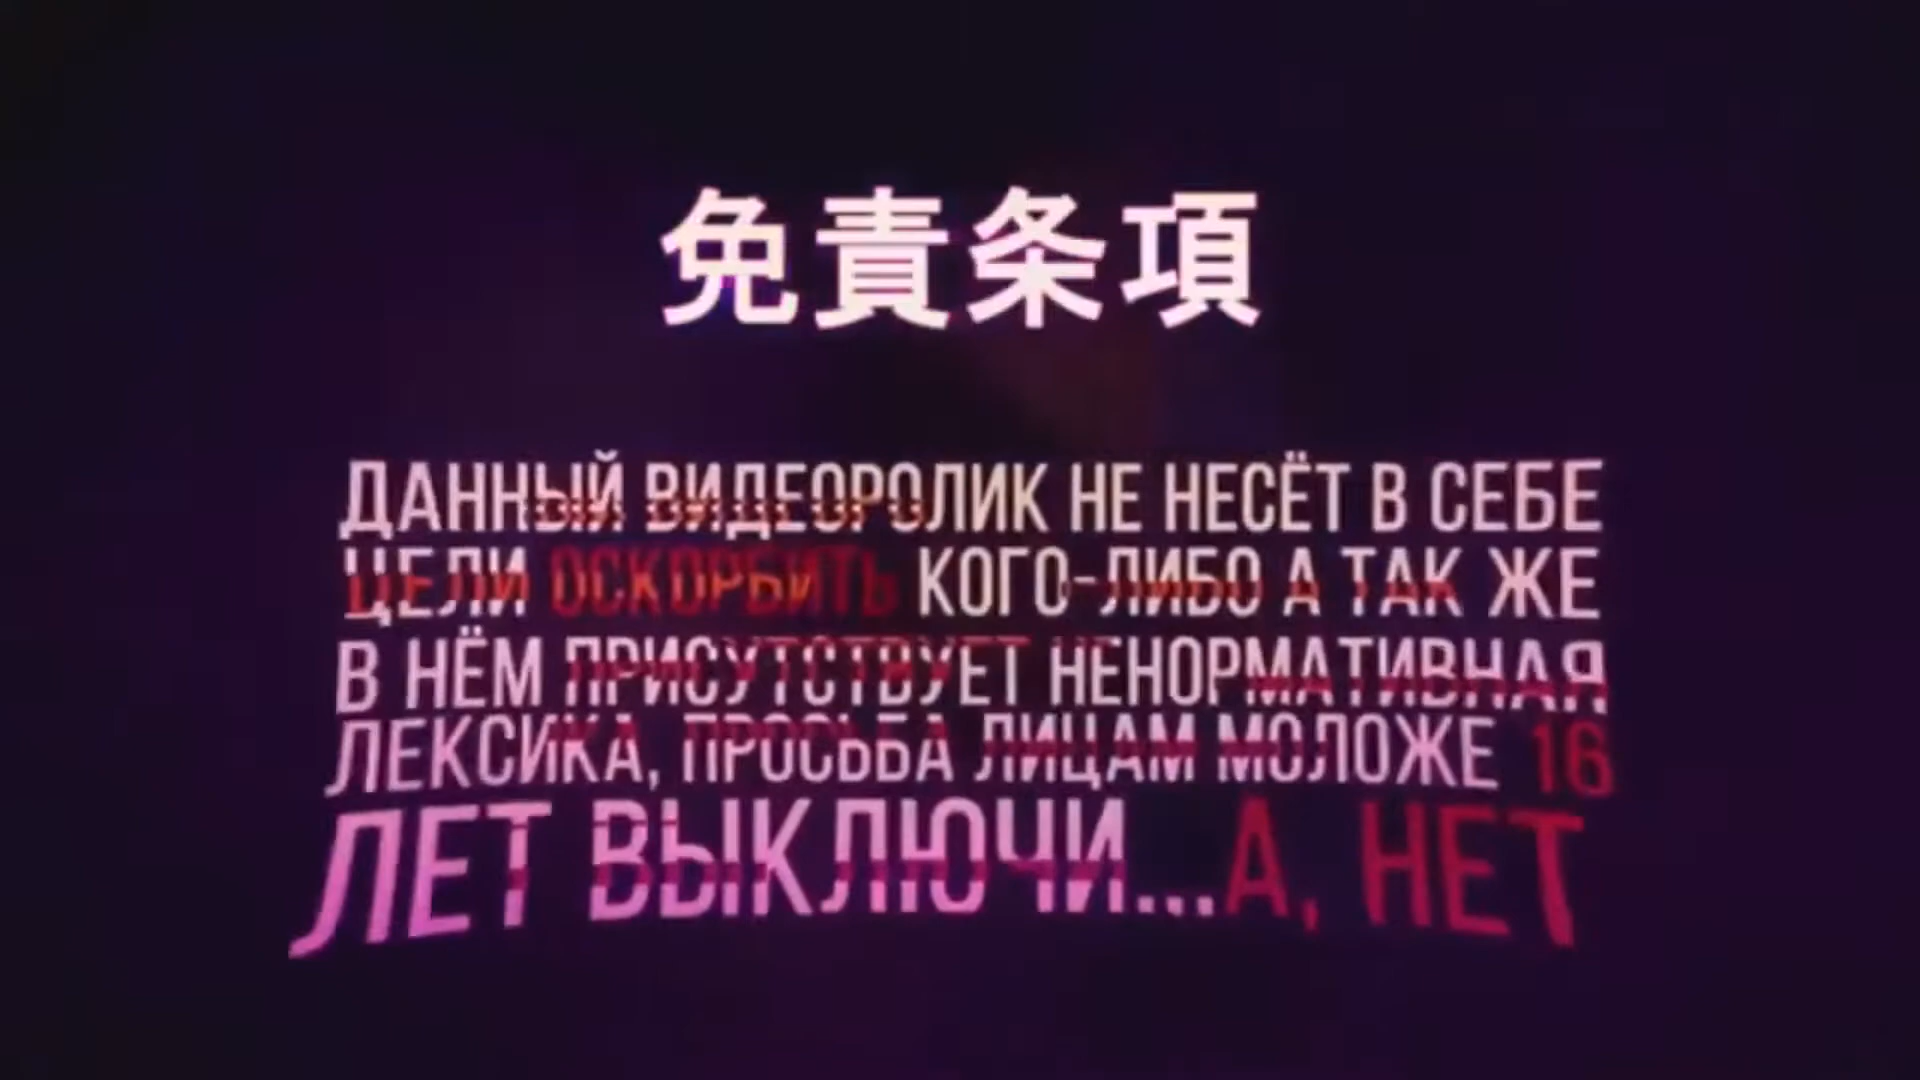 免責条項
ДАННЫЙ ВИДЕОРОЛИК НЕ НЕСЁТ В СЕБЕ
ЦЕЛИ ОСКОРБИТЬ КОГО-ЛИБО А ТАК ЖЕ
В НЁМ ПРИСУТСТВУЕТ НЕНОРМАТИВНАЯ
ЛЕКСИКА, ПРОСЬБА ЛИЦАМ МОЛОЖЕ 16
ЛЕТ ВЫКЛЮЧИ...А, НЕТ